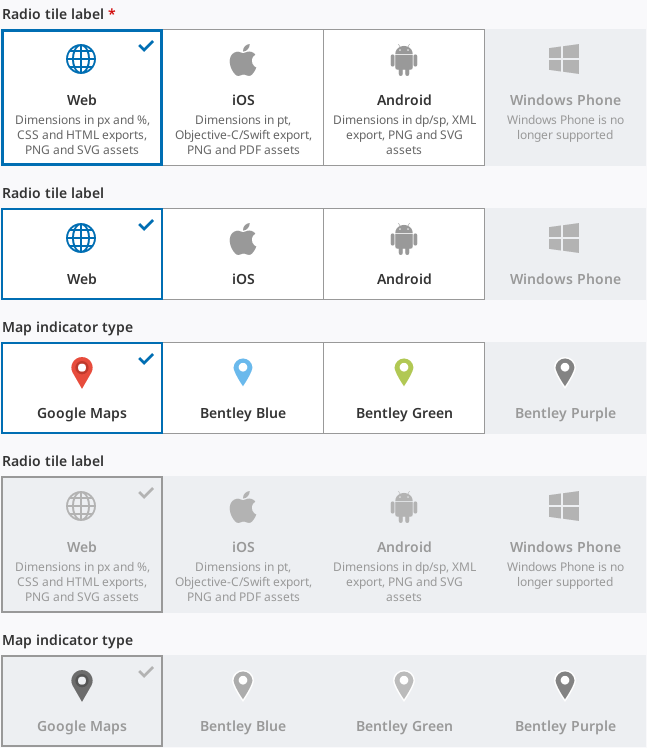 Radio tile label *
Web
Dimensions in px and %,
CSS and HTML exports,
PNG and SVG assets
iOS
Dimensions in pt,
Objective-C/Swift export,
PNG and PDF assets
Android
Dimensions in dp/sp, XML
export, PNG and SVG
assets
Windows Phone
Windows Phone is no
longer supported
Radio tile label
Web
iOS
Android
Windows Phone
Map indicator type
Google Maps
Bentley Blue
Bentley Green
Bentley Purple
Radio tile label
Web
Dimensions in px and %,
CSS and HTML exports,
PNG and SVG assets
iOS
Dimensions in pt,
Objective-C/Swift export,
PNG and PDF assets
Android
Dimensions in dp/sp, XML
export, PNG and SVG
assets
Windows Phone
Windows Phone is no
longer supported
Map indicator type
Google Maps
Bentley Blue
Bentley Green
Bentley Purple